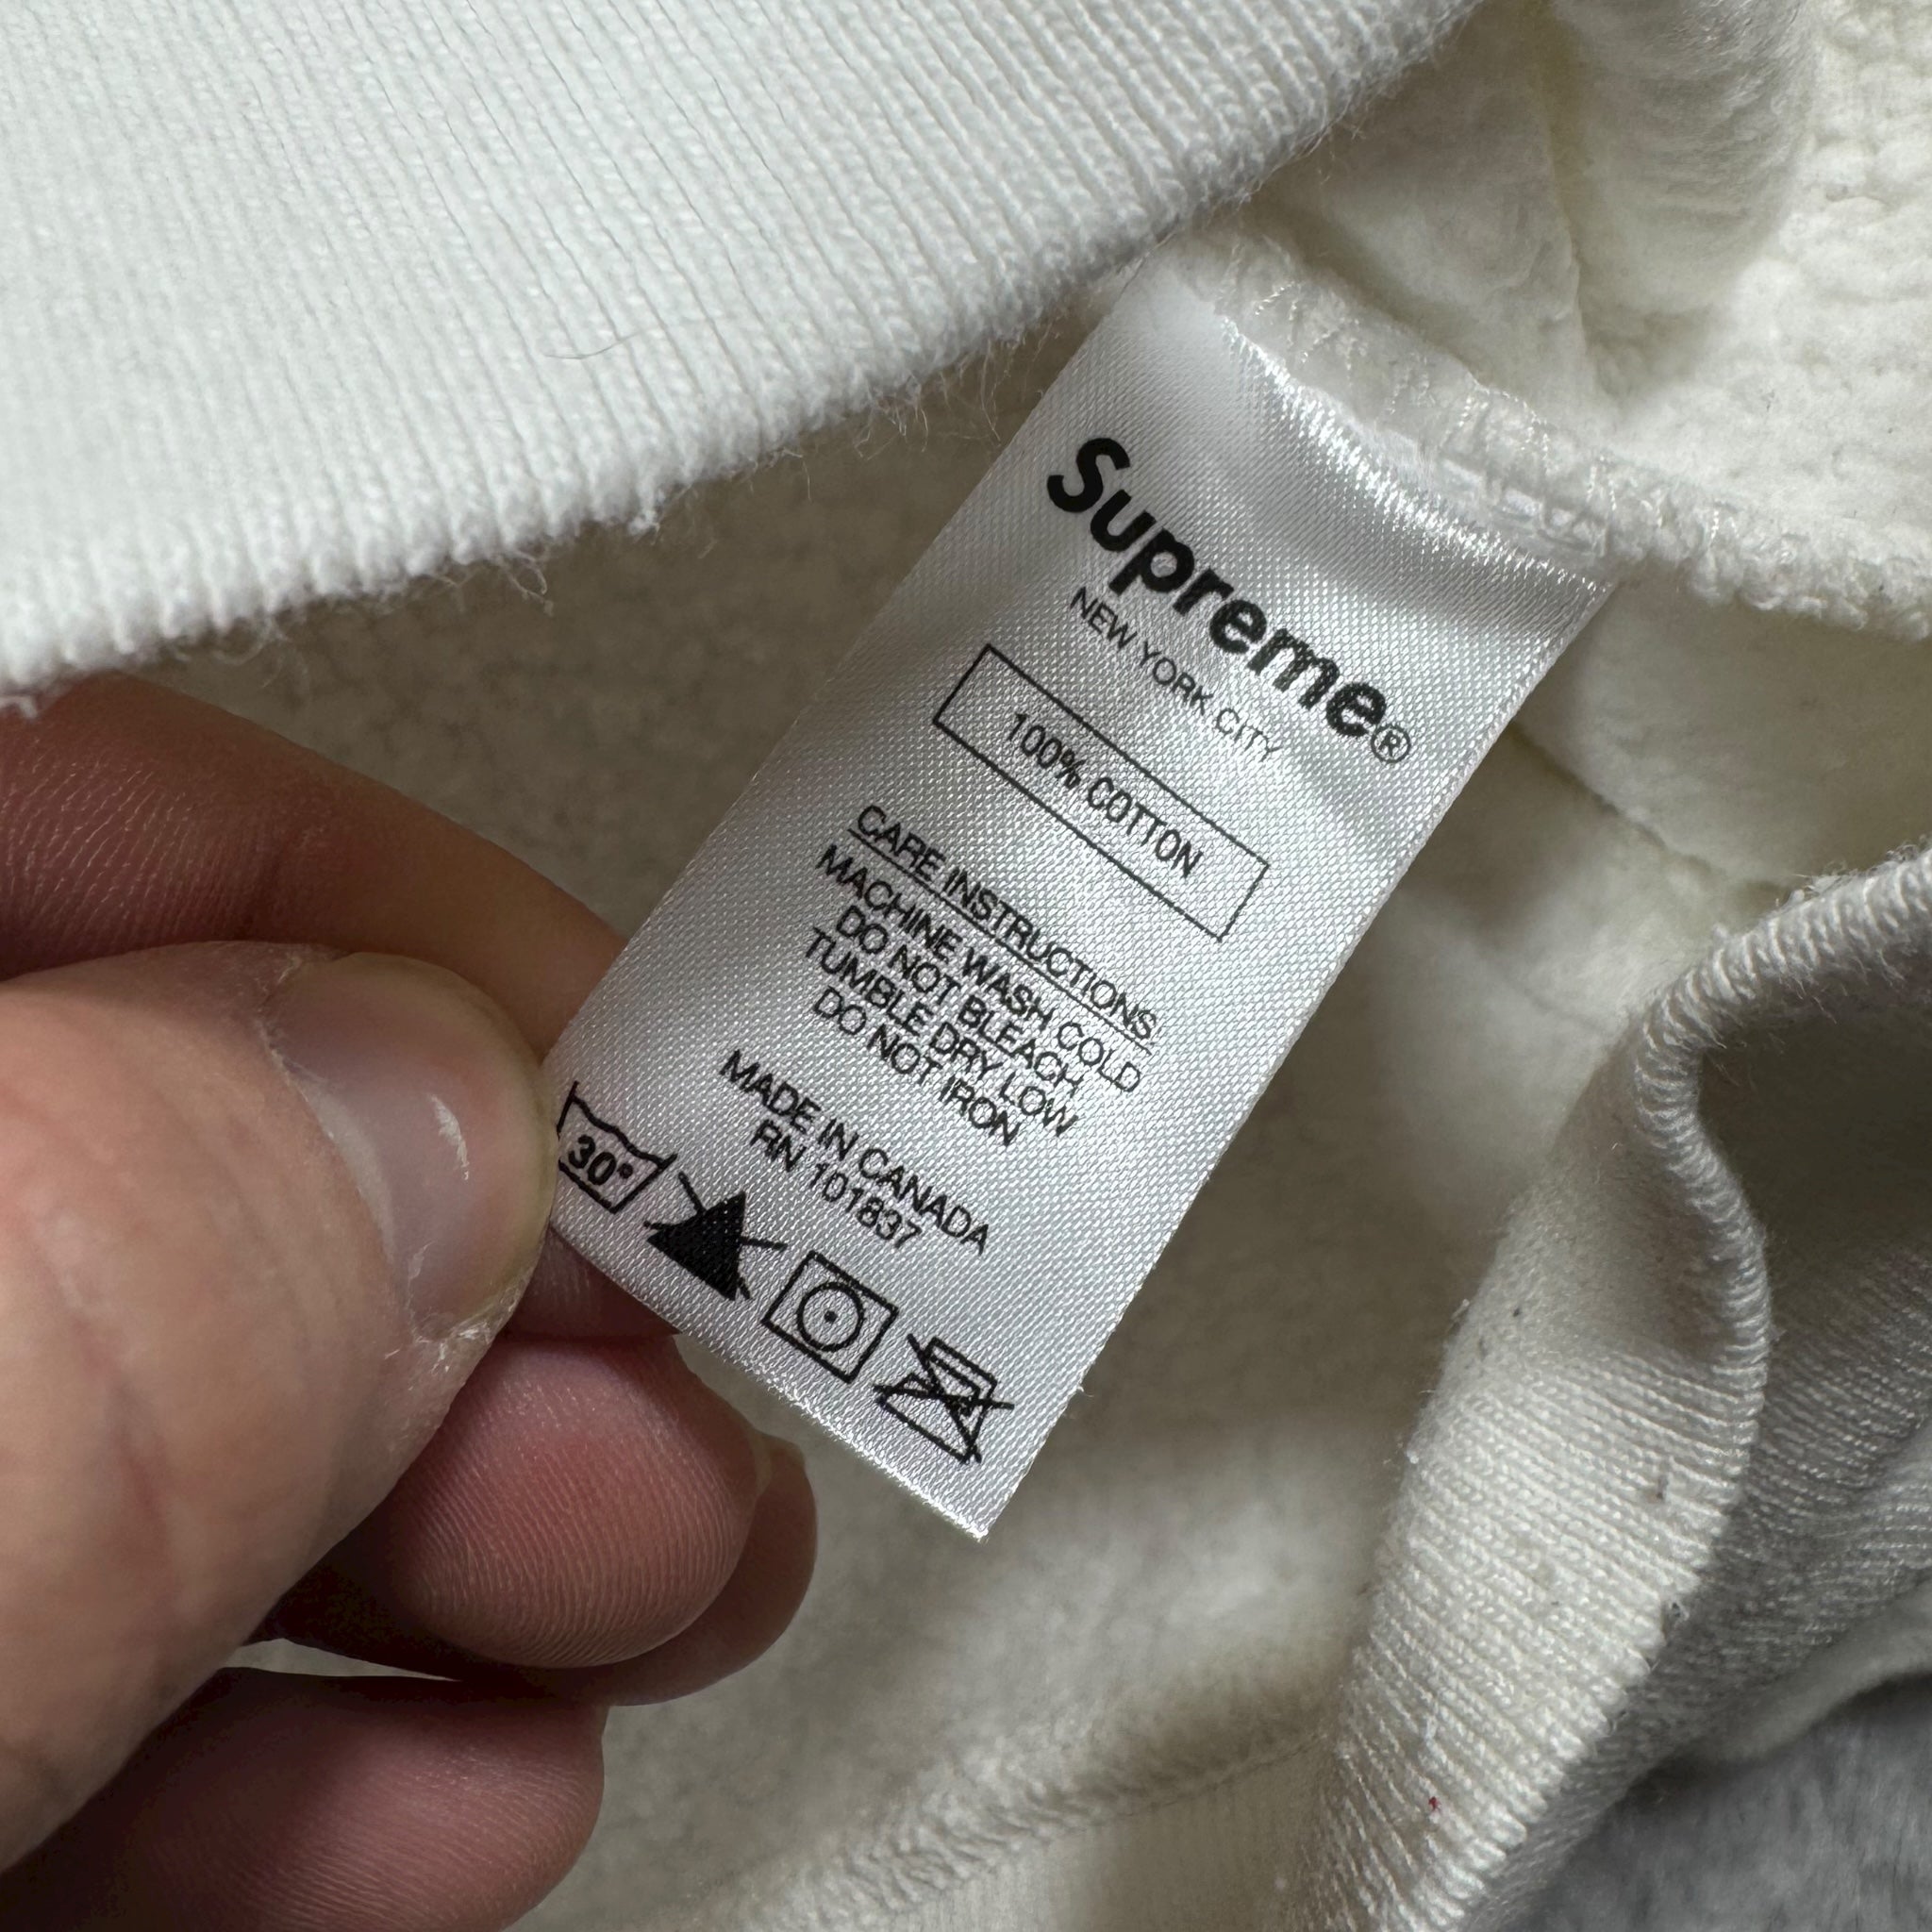 Supreme®
NEW YORK CITY
100% COTTON
CARE INSTRUCTIONS
MACHINE WASH COLD
DO NOT BLEACH
TUMBLE DRY LOW
DO NOT IRON
MADE IN CANADA
RN 101837
30°